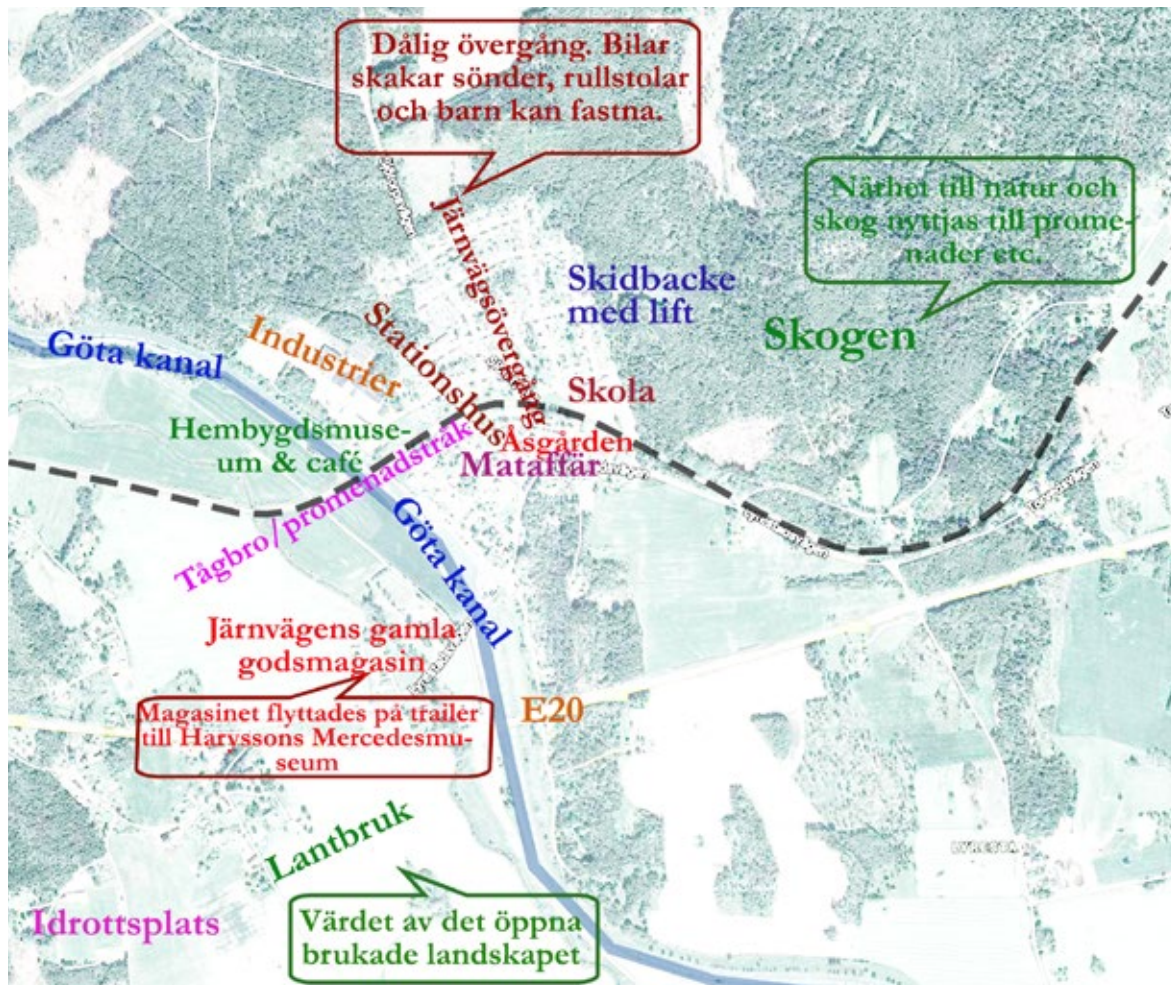 Dålig övergång. Bilar
skakar sönder, rullstolar
och barn kan fastna.
Närhet till natur och
skog nyttjas till prome-
nader etc.
Järnvägsövergång
Skidbacke
med lift
Skogen
Göta kanal
Industrier
Stationshus
Skola
Hembygdsmuse-
um & café
Åsgården
Mataffär
Tågbro/promenadstråk
Göta kanal
Järnvägens gamla
godsmagasin
Magasinet flyttades på trailer
till Haryssons Mercedesmu-
seum
E20
Lantbruk
LYRESTA
Idrottsplats
Värdet av det öppna
brukade landskapet